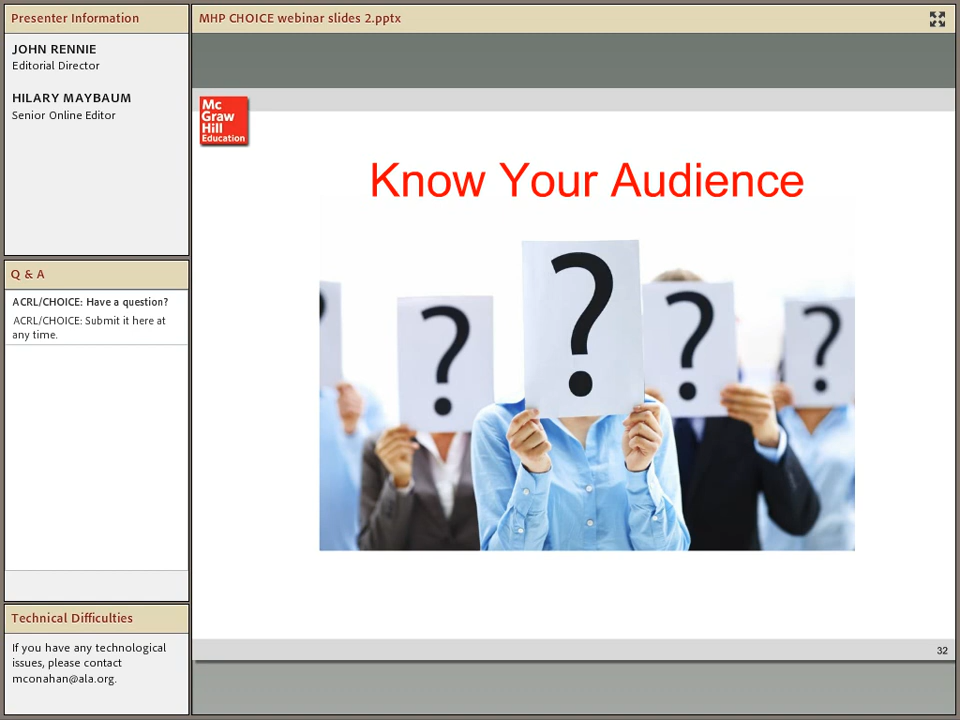 Presenter Information
JOHN RENNIE
Editorial Director
HILARY MAYBAUM
Senior Online Editor
Q & A
ACRL/CHOICE: Have a question?
ACRL/CHOICE: Submit it here at
any time.
Technical Difficulties
If you have any technological
issues, please contact
mconahan@ala.org.
MHP CHOICE webinar slides 2.pptx
Mc
Graw
Hill
Education
Know Your Audience
?
?
?
?
?
32